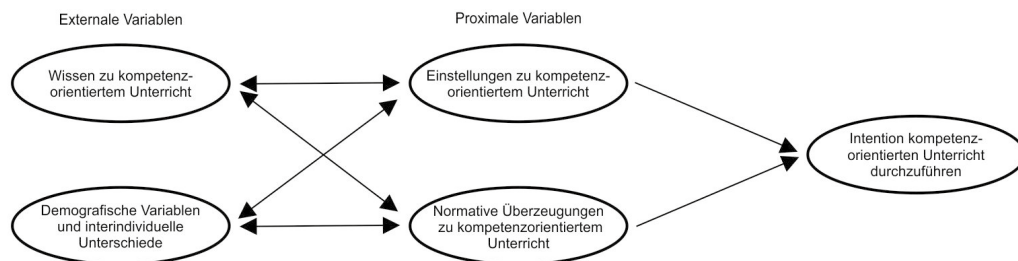 Externale Variablen
Proximale Variablen
Wissen zu kompetenz-
orientiertem Unterricht
Einstellungen zu kompetenz-
orientiertem Unterricht
Intention kompetenz-
orientierten Unterricht
durchzuführen
Demografische Variablen
und interindividuelle
Unterschiede
Normative Überzeugungen
zu kompetenzorientiertem
Unterricht